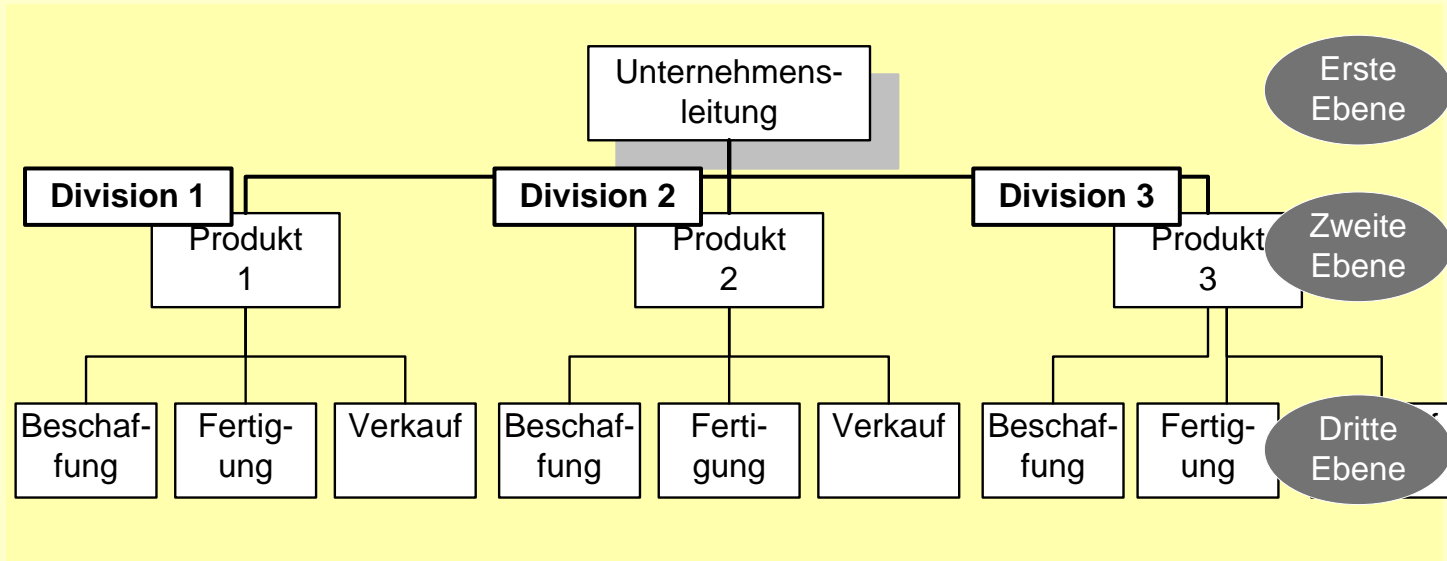 Unternehmens-
leitung
Erste
Ebene
Division 1
Division 2
Division 3
Produkt
1
Produkt
2
Produkt
3
Zweite
Ebene
Beschaf-
fung
Fertig-
ung
Verkauf
Beschaf-
fung
Ferti-
gung
Verkauf
Beschaf-
fung
Fertig-
ung
Dritte
Ebene